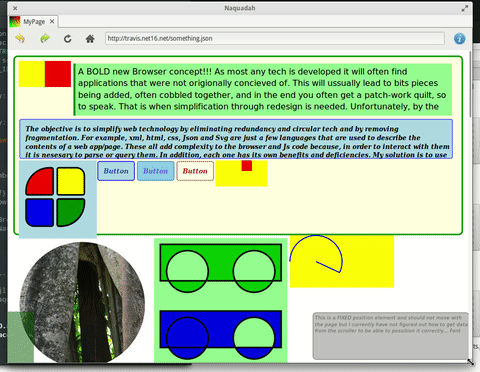 Naquadah
MyPage
http://travis.net16.net/something.json
A BOLD new Browser concept!!! As most any tech is developed it will often find
applications that were not origionally concieved of. This will ussually lead to bits pieces
being added, often cobbled together, and in the end you often get a patch-work quilt, so
to speak. That is when simplification through redesign is needed. Unfortunately, by the
The objective is to simplify web technology by eliminating redundancy and circular tech and by removing
fragmentation. For example, xml, html, css, Json and Svg are just a few languages that are used to describe the
contents of a web app/page. These all add complexity to the browser and Js code because, in order to interact with them
it is nesesary to parse or query them. In addition, each one has its own benefits and deficiencies. My solution is to use
Button Button Button
This is a FIXED position element and should not move with
the page but I currently have not figured out how to get data
from the scroller to be able to possition it correctly... Font